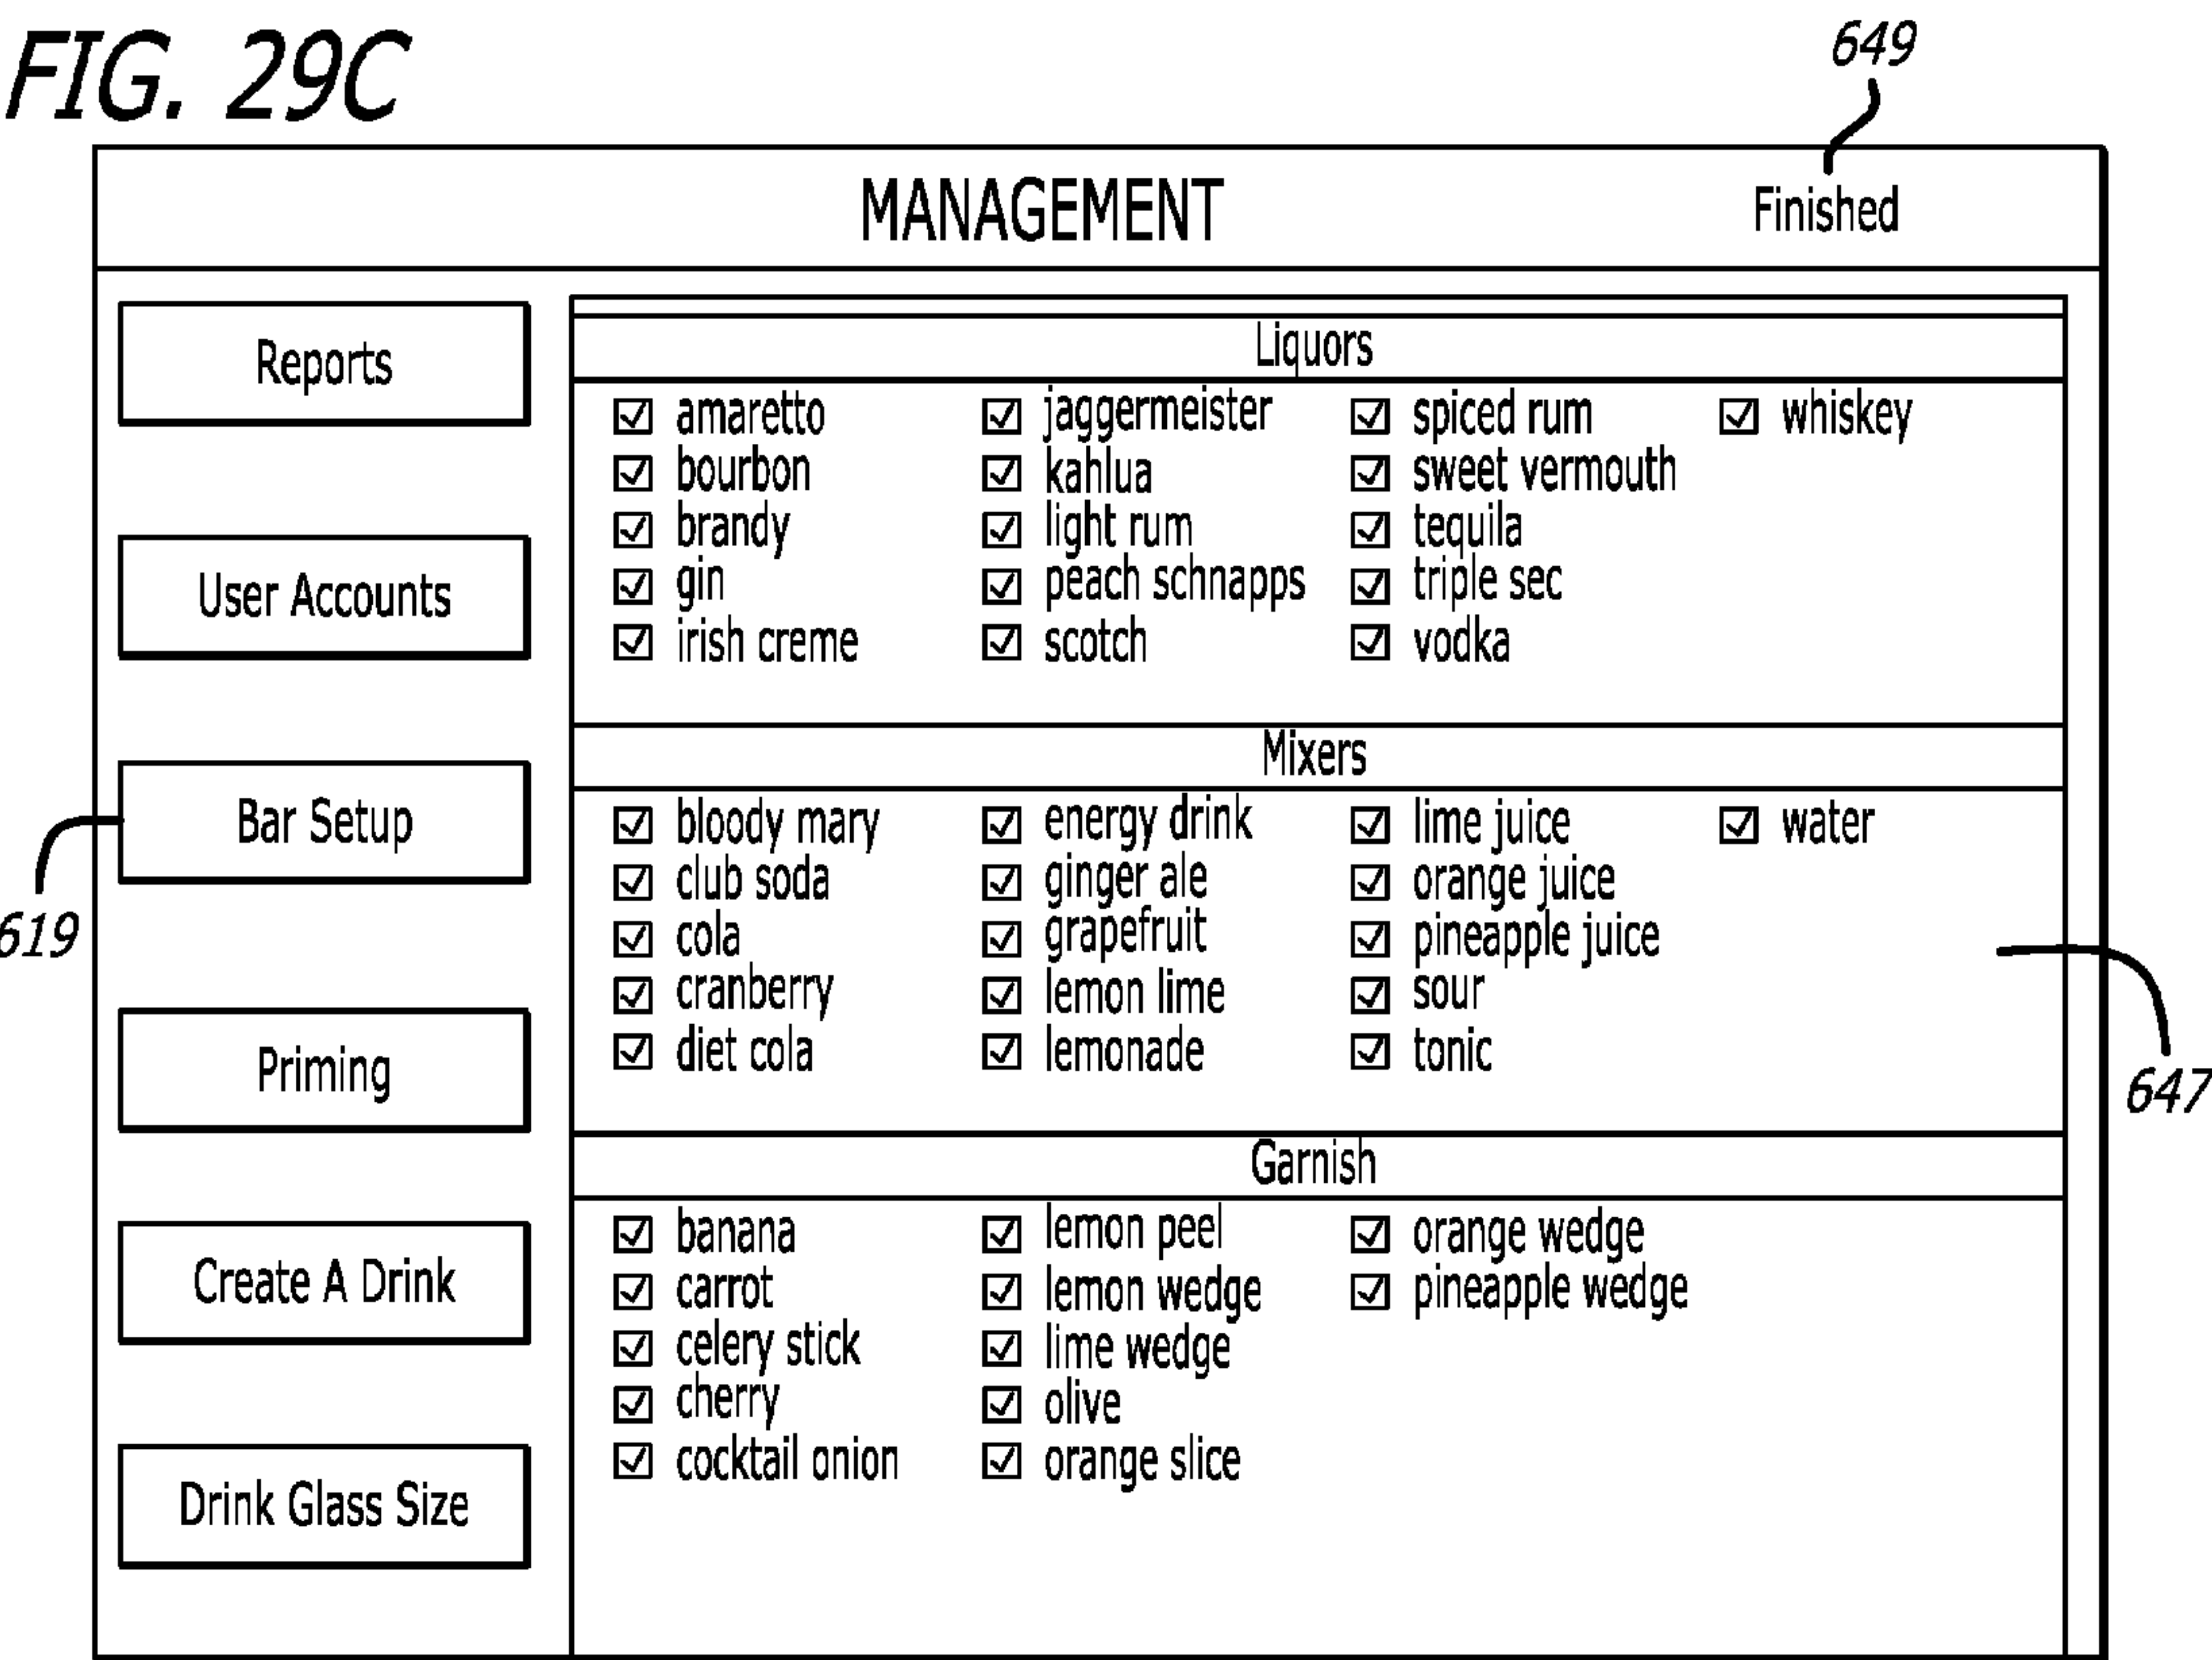 FIG. 29C
649
MANAGEMENT Finished
Reports
User Accounts
Bar Setup
619
Priming
Create A Drink
Drink Glass Size
Liquors
amaretto jaggermeister spiced rum whiskey
bourbon kahlua sweet vermouth
brandy light rum tequila
gin peach schnapps triple sec
irish creme scotch vodka
Mixers
bloody mary energy drink lime juice water
club soda ginger ale orange juice
cola grapefruit pineapple juice
cranberry lemon lime sour
diet cola lemonade tonic
647
Garnish
banana lemon peel orange wedge
carrot lemon wedge pineapple wedge
celery stick lime wedge
cherry olive
cocktail onion orange slice